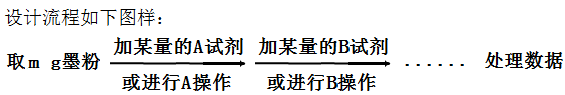 设计流程如下图样：
取m g墨粉 加某量的A试剂 加某量的B试剂 ...... 处理数据
或进行A操作 或进行B操作